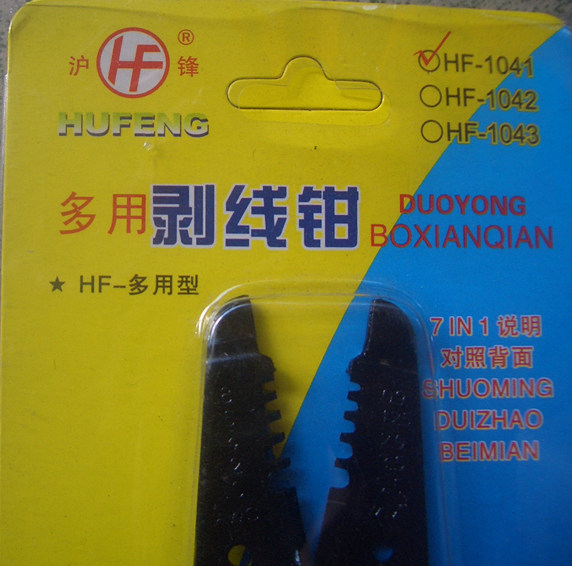 沪 HF 锋 ®
HUFENG
HF-1041
HF-1042
HF-1043
多用剥线钳
DUOYONG
BOXIANQIAN
★ HF-多用型
7 IN 1 说明
对照背面
SHUOMING
DUIZHAO
BEIMIAN